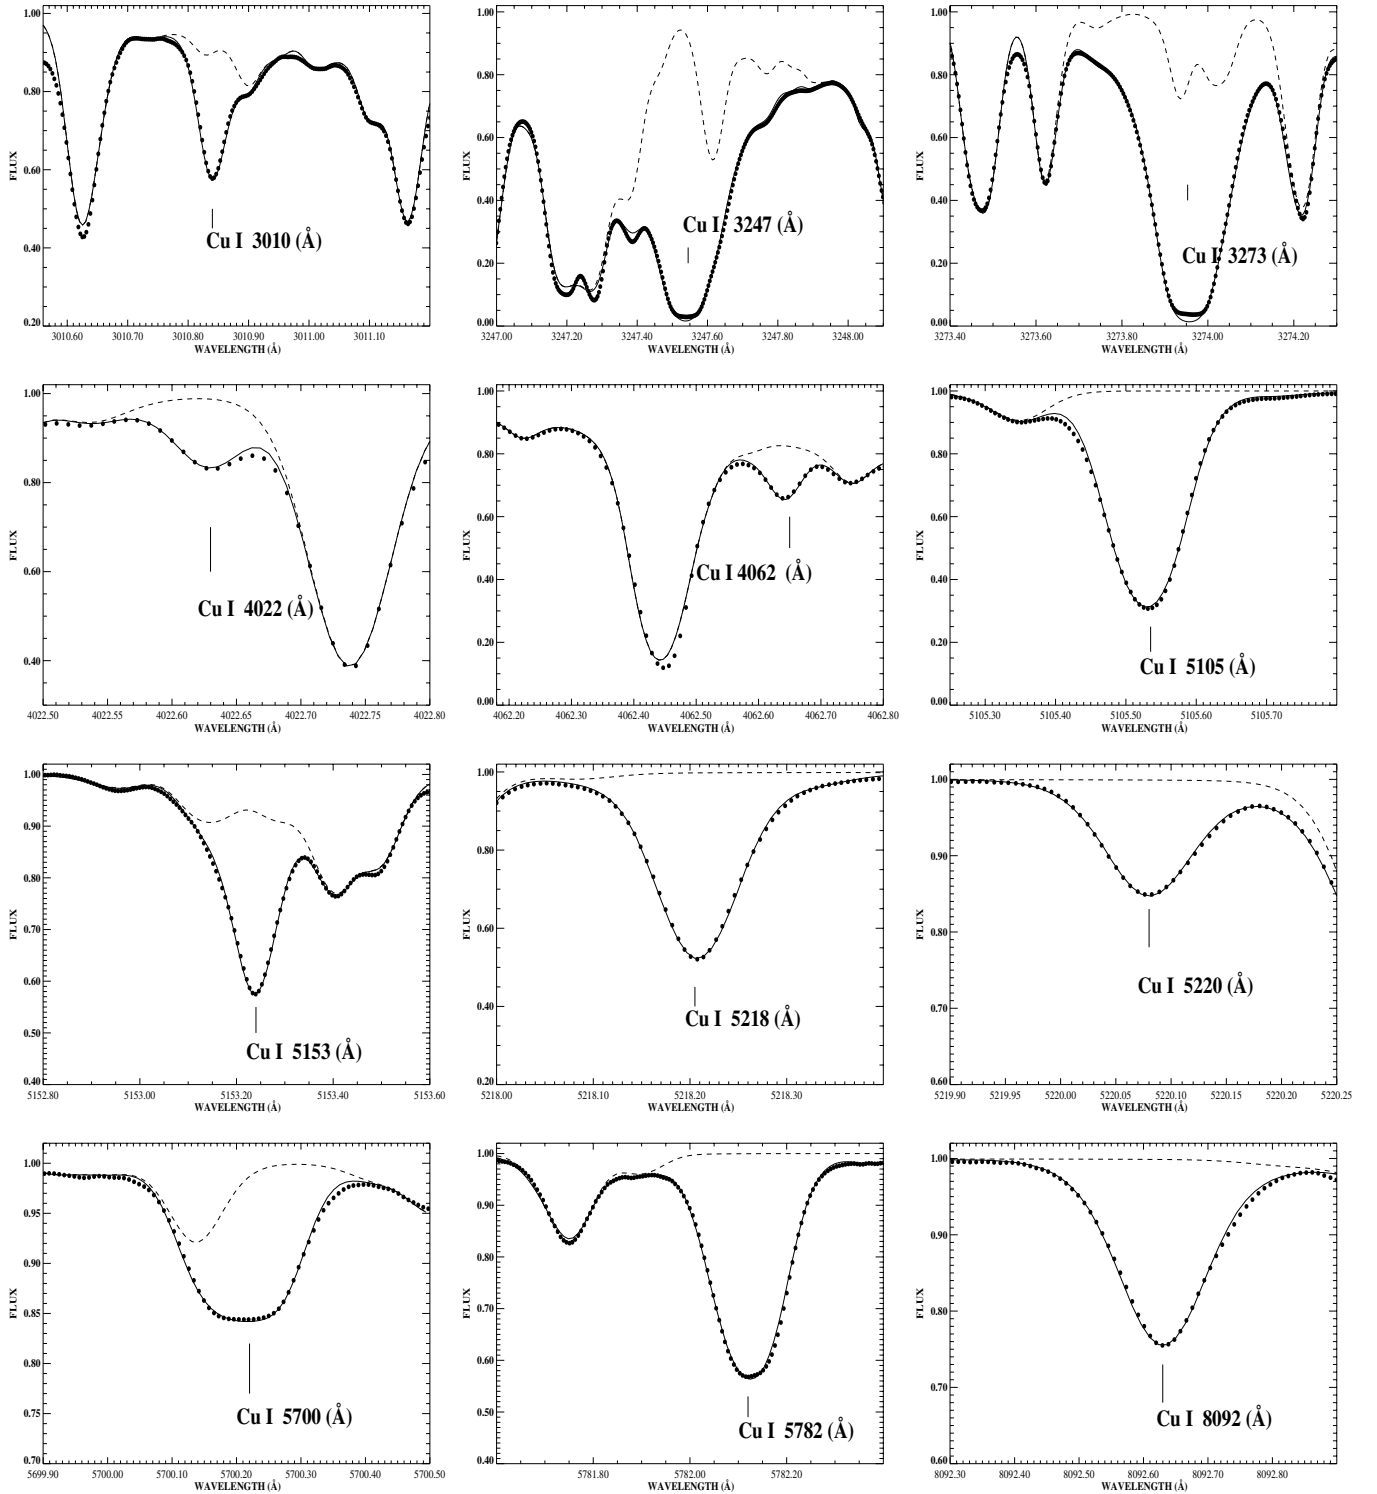 1.00
0.80
0.60
0.40
0.20
FLUX
Cu I 3010 (Å)
3010.60 3010.70 3010.80 3010.90 3011.00 3011.10
WAVELENGTH (Å)
1.00
0.80
0.60
0.40
0.20
0.00
FLUX
Cu I 3247 (Å)
3247.00 3247.20 3247.40 3247.60 3247.80 3248.00
WAVELENGTH (Å)
1.00
0.80
0.60
0.40
0.20
0.00
FLUX
Cu I 3273 (Å)
3273.40 3273.60 3273.80 3274.00 3274.20
WAVELENGTH (Å)
1.00
0.80
0.60
0.40
FLUX
Cu I 4022 (Å)
4022.50 4022.55 4022.60 4022.65 4022.70 4022.75 4022.80
WAVELENGTH (Å)
1.00
0.80
0.60
0.40
0.20
0.00
FLUX
Cu I 4062 (Å)
4062.20 4062.30 4062.40 4062.50 4062.60 4062.70 4062.80
WAVELENGTH (Å)
1.00
0.80
0.60
0.40
0.20
0.00
FLUX
Cu I 5105 (Å)
5105.30 5105.40 5105.50 5105.60 5105.70
WAVELENGTH (Å)
1.00
0.90
0.80
0.70
0.60
0.50
0.40
FLUX
Cu I 5153 (Å)
5152.80 5153.00 5153.20 5153.40 5153.60
WAVELENGTH (Å)
1.00
0.80
0.60
0.40
0.20
FLUX
Cu I 5218 (Å)
5218.00 5218.10 5218.20 5218.30
WAVELENGTH (Å)
1.00
0.90
0.80
0.70
0.60
FLUX
Cu I 5220 (Å)
5219.90 5219.95 5220.00 5220.05 5220.10 5220.15 5220.20 5220.25
WAVELENGTH (Å)
1.00
0.95
0.90
0.85
0.80
0.75
0.70
FLUX
Cu I 5700 (Å)
5699.90 5700.00 5700.10 5700.20 5700.30 5700.40 5700.50
WAVELENGTH (Å)
1.00
0.90
0.80
0.70
0.60
0.50
0.40
FLUX
Cu I 5782 (Å)
5781.80 5782.00 5782.20
WAVELENGTH (Å)
1.00
0.90
0.80
0.70
0.60
FLUX
Cu I 8092 (Å)
8092.30 8092.40 8092.50 8092.60 8092.70 8092.80
WAVELENGTH (Å)